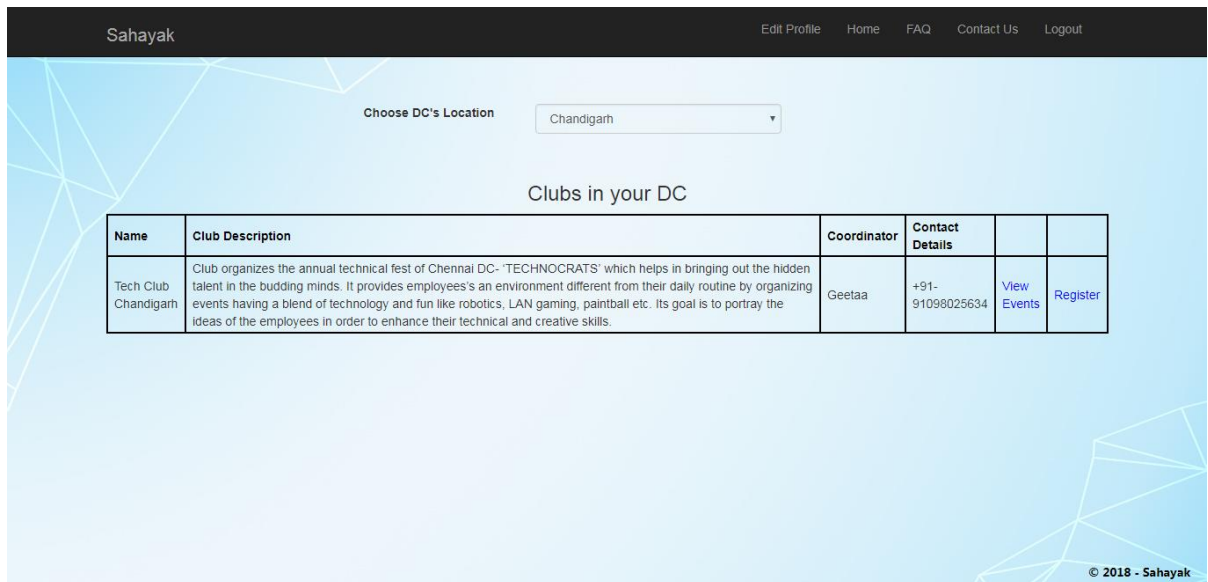 Sahayak Edit Profile Home FAQ Contact Us Logout
Choose DC's Location Chandigarh
Clubs in your DC
Name Club Description Coordinator Contact Details
Tech Club Chandigarh
Club organizes the annual technical fest of Chennai DC- ‘TECHNOCRATS’ which helps in bringing out the hidden
talent in the budding minds. It provides employees's an environment different from their daily routine by organizing
events having a blend of technology and fun like robotics, LAN gaming, paintball etc. Its goal is to portray the
ideas of the employees in order to enhance their technical and creative skills.
Geetaa
+91-
91098025634
View
Events
Register
© 2018 - Sahayak